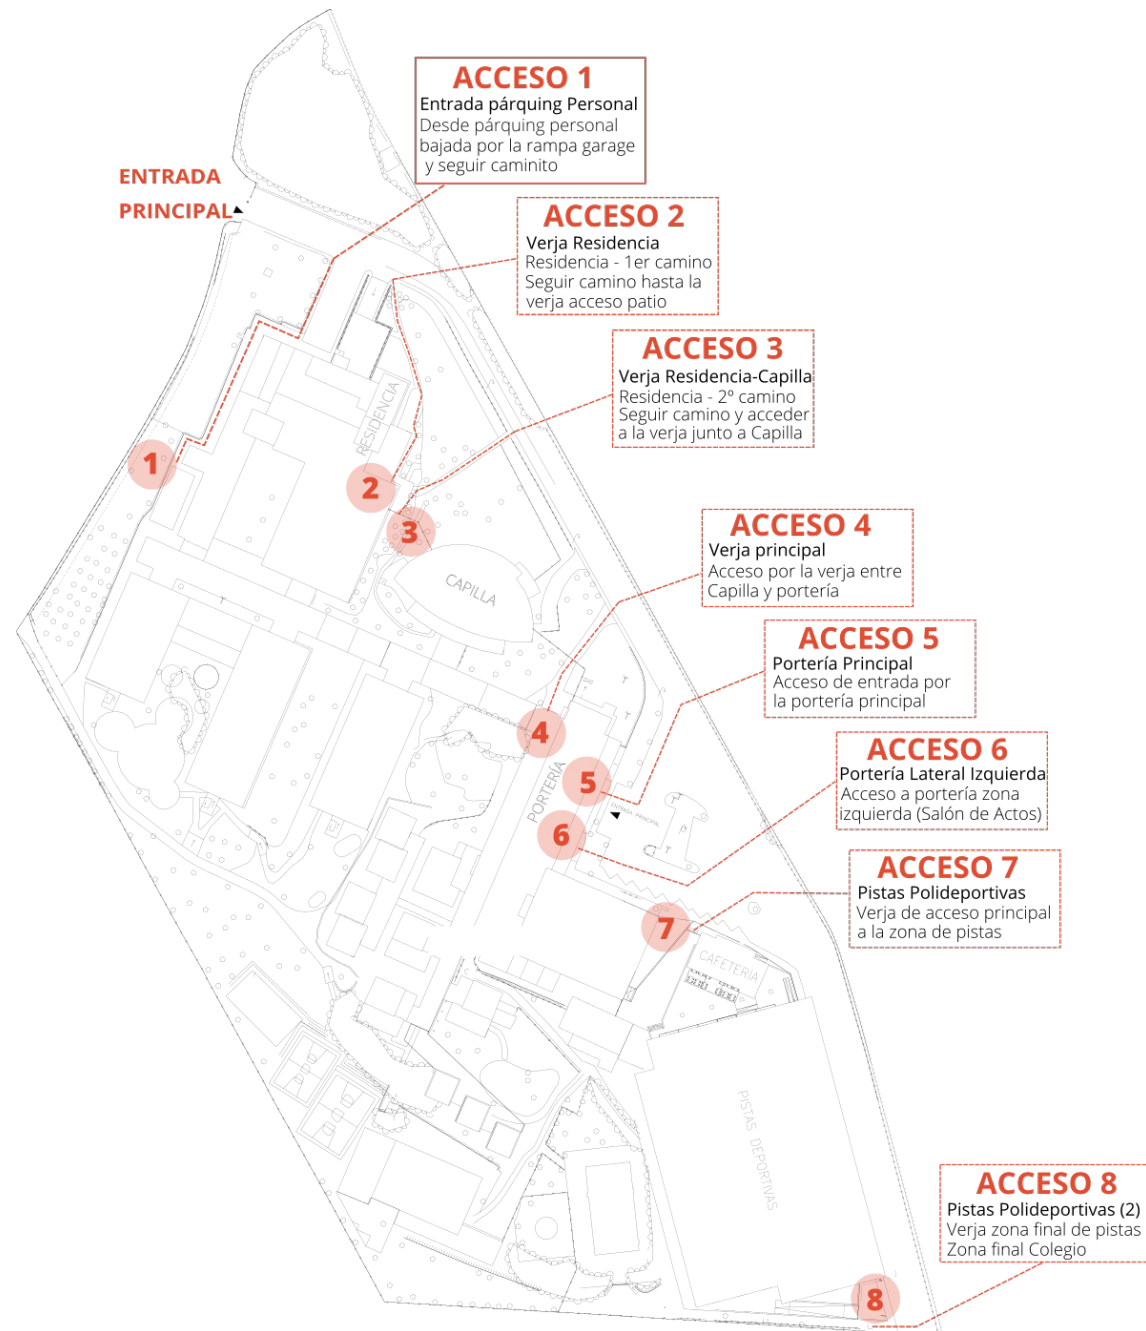 ACCESO 1
Entrada párquing Personal
Desde párquing personal
bajada por la rampa garage
y seguir caminito
ENTRADA
PRINCIPAL
ACCESO 2
Verja Residencia
Residencia - 1er camino
Seguir camino hasta la
verja acceso patio
ACCESO 3
Verja Residencia-Capilla
Residencia - 2º camino
Seguir camino y acceder
a la verja junto a Capilla
RESIDENCIA
1
2
3
ACCESO 4
Verja principal
Acceso por la verja entre
Capilla y portería
CAPILLA
ACCESO 5
Portería Principal
Acceso de entrada por
la portería principal
4
5
PORTERÍA
ENTRADA PRINCIPAL
6
ACCESO 6
Portería Lateral Izquierda
Acceso a portería zona
izquierda (Salón de Actos)
ACCESO 7
Pistas Polideportivas
Verja de acceso principal
a la zona de pistas
7
CAFETERÍA
PISTAS DEPORTIVAS
ACCESO 8
Pistas Polideportivas (2)
Verja zona final de pistas
Zona final Colegio
8